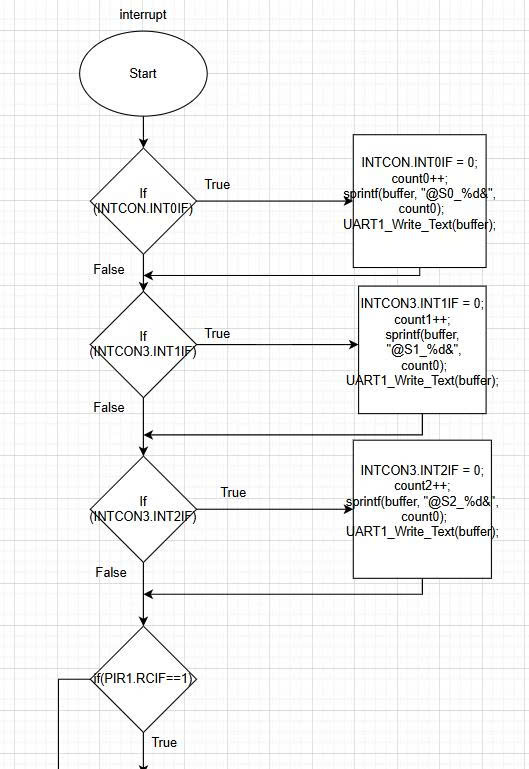 interrupt
Start
If
(INTCON.INT0IF)
True
INTCON.INT0IF = 0;
count0++;
sprintf(buffer, "@S0_%d&",
count0);
UART1_Write_Text(buffer);
False
If
(INTCON3.INT1IF)
True
INTCON3.INT1IF = 0;
count1++;
sprintf(buffer,
"@S1_%d&",
count0);
UART1_Write_Text(buffer);
False
If
(INTCON3.INT2IF)
True
INTCON3.INT2IF = 0;
count2++;
sprintf(buffer, "@S2_%d&",
count0);
UART1_Write_Text(buffer);
False
if(PIR1.RCIF==1)
True